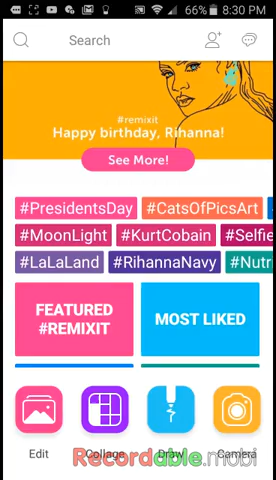 66% 8:30 PM
Search
#remixit
Happy birthday, Rihanna!
See More!
#PresidentsDay #CatsOfPicsArt
#MoonLight #KurtCobain #Selfie
#LaLaLand #RihannaNavy #Nutr
FEATURED
#REMIXIT
MOST LIKED
Edit Collage Draw Camera
Recordable.mobi